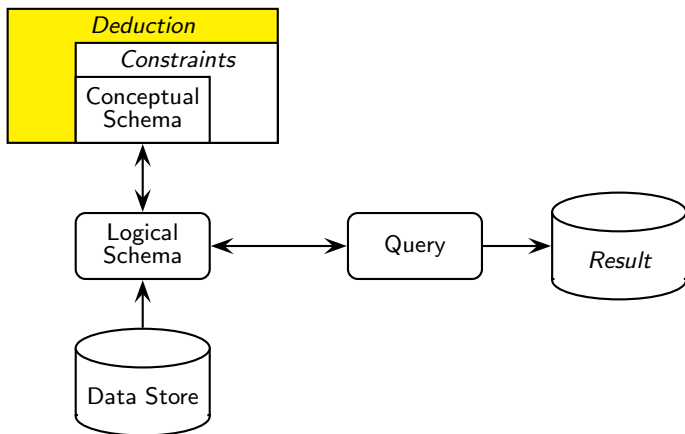 Deduction
Constraints
Conceptual
Schema
Logical
Schema
Query
Result
Data Store